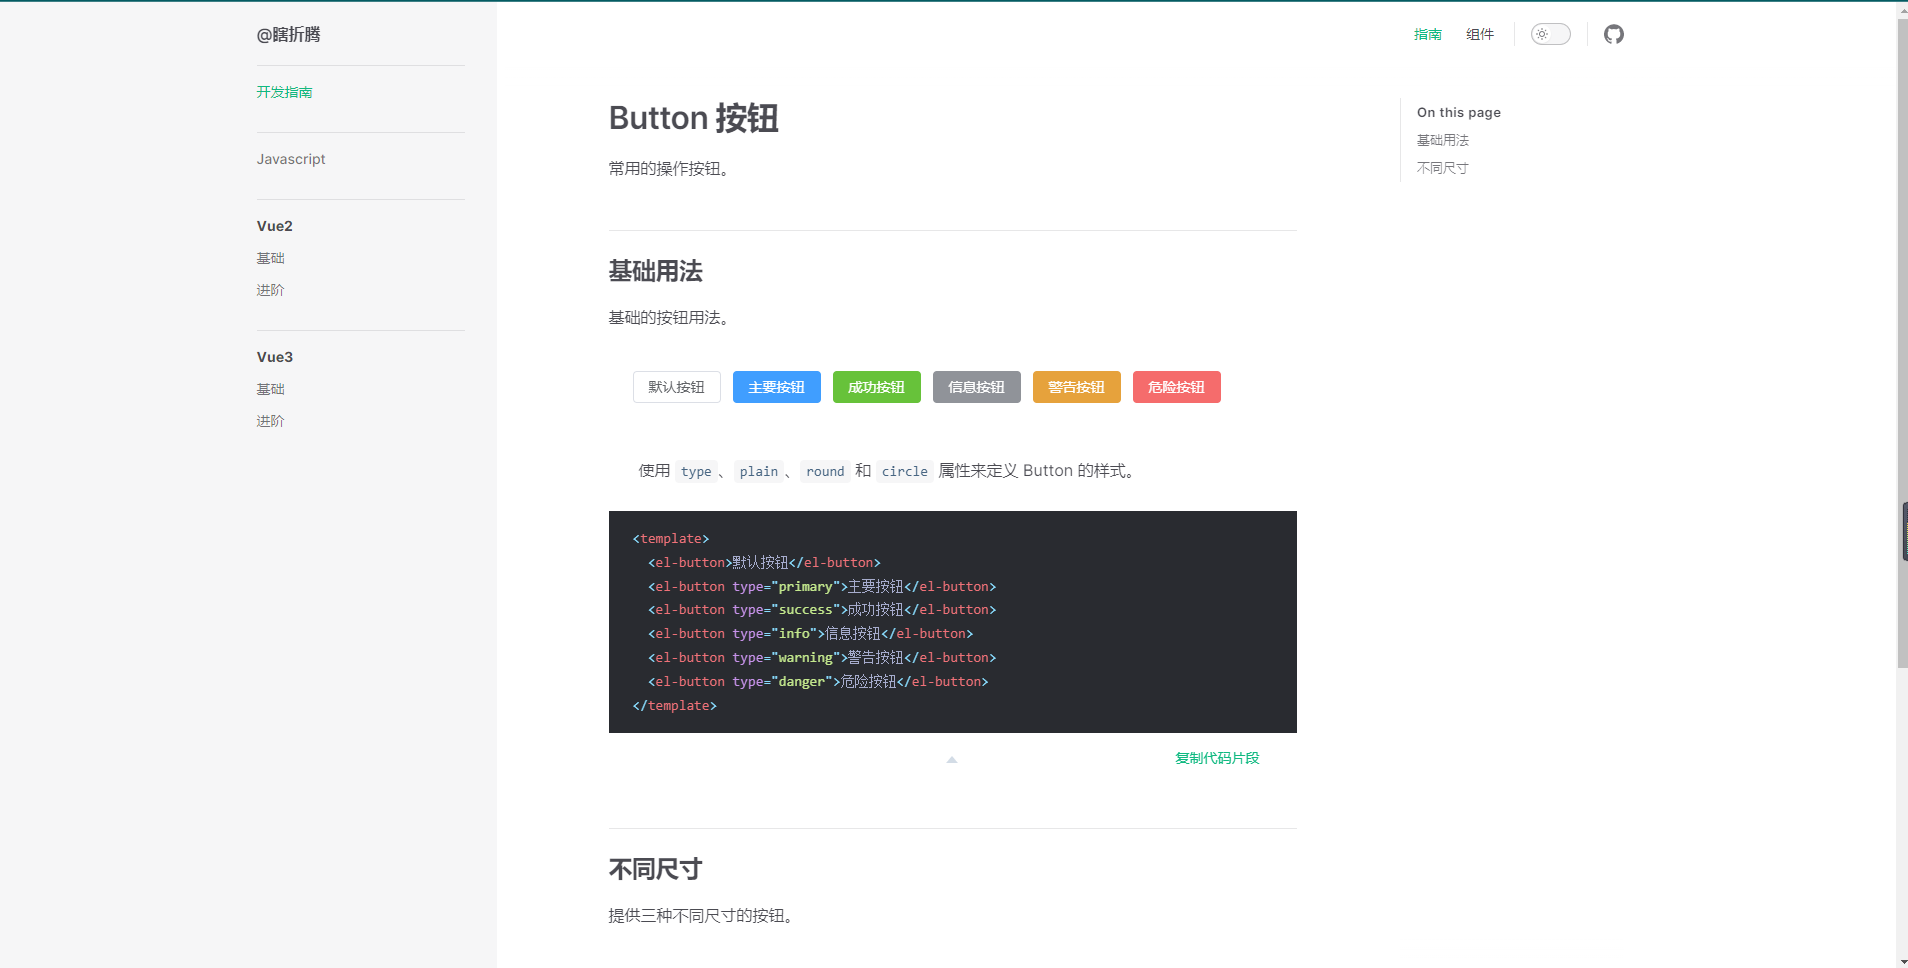 @瞎折腾
指南
组件
开发指南
Javascript
Vue2
基础
进阶
Vue3
基础
进阶
Button 按钮
常用的操作按钮。
基础用法
基础的按钮用法。
默认按钮 主要按钮 成功按钮 信息按钮 警告按钮 危险按钮
使用 type 、 plain 、 round 和 circle 属性来定义 Button 的样式。
<template>
  <el-button>默认按钮</el-button>
  <el-button type="primary">主要按钮</el-button>
  <el-button type="success">成功按钮</el-button>
  <el-button type="info">信息按钮</el-button>
  <el-button type="warning">警告按钮</el-button>
  <el-button type="danger">危险按钮</el-button>
</template>
复制代码片段
不同尺寸
提供三种不同尺寸的按钮。
On this page
基础用法
不同尺寸